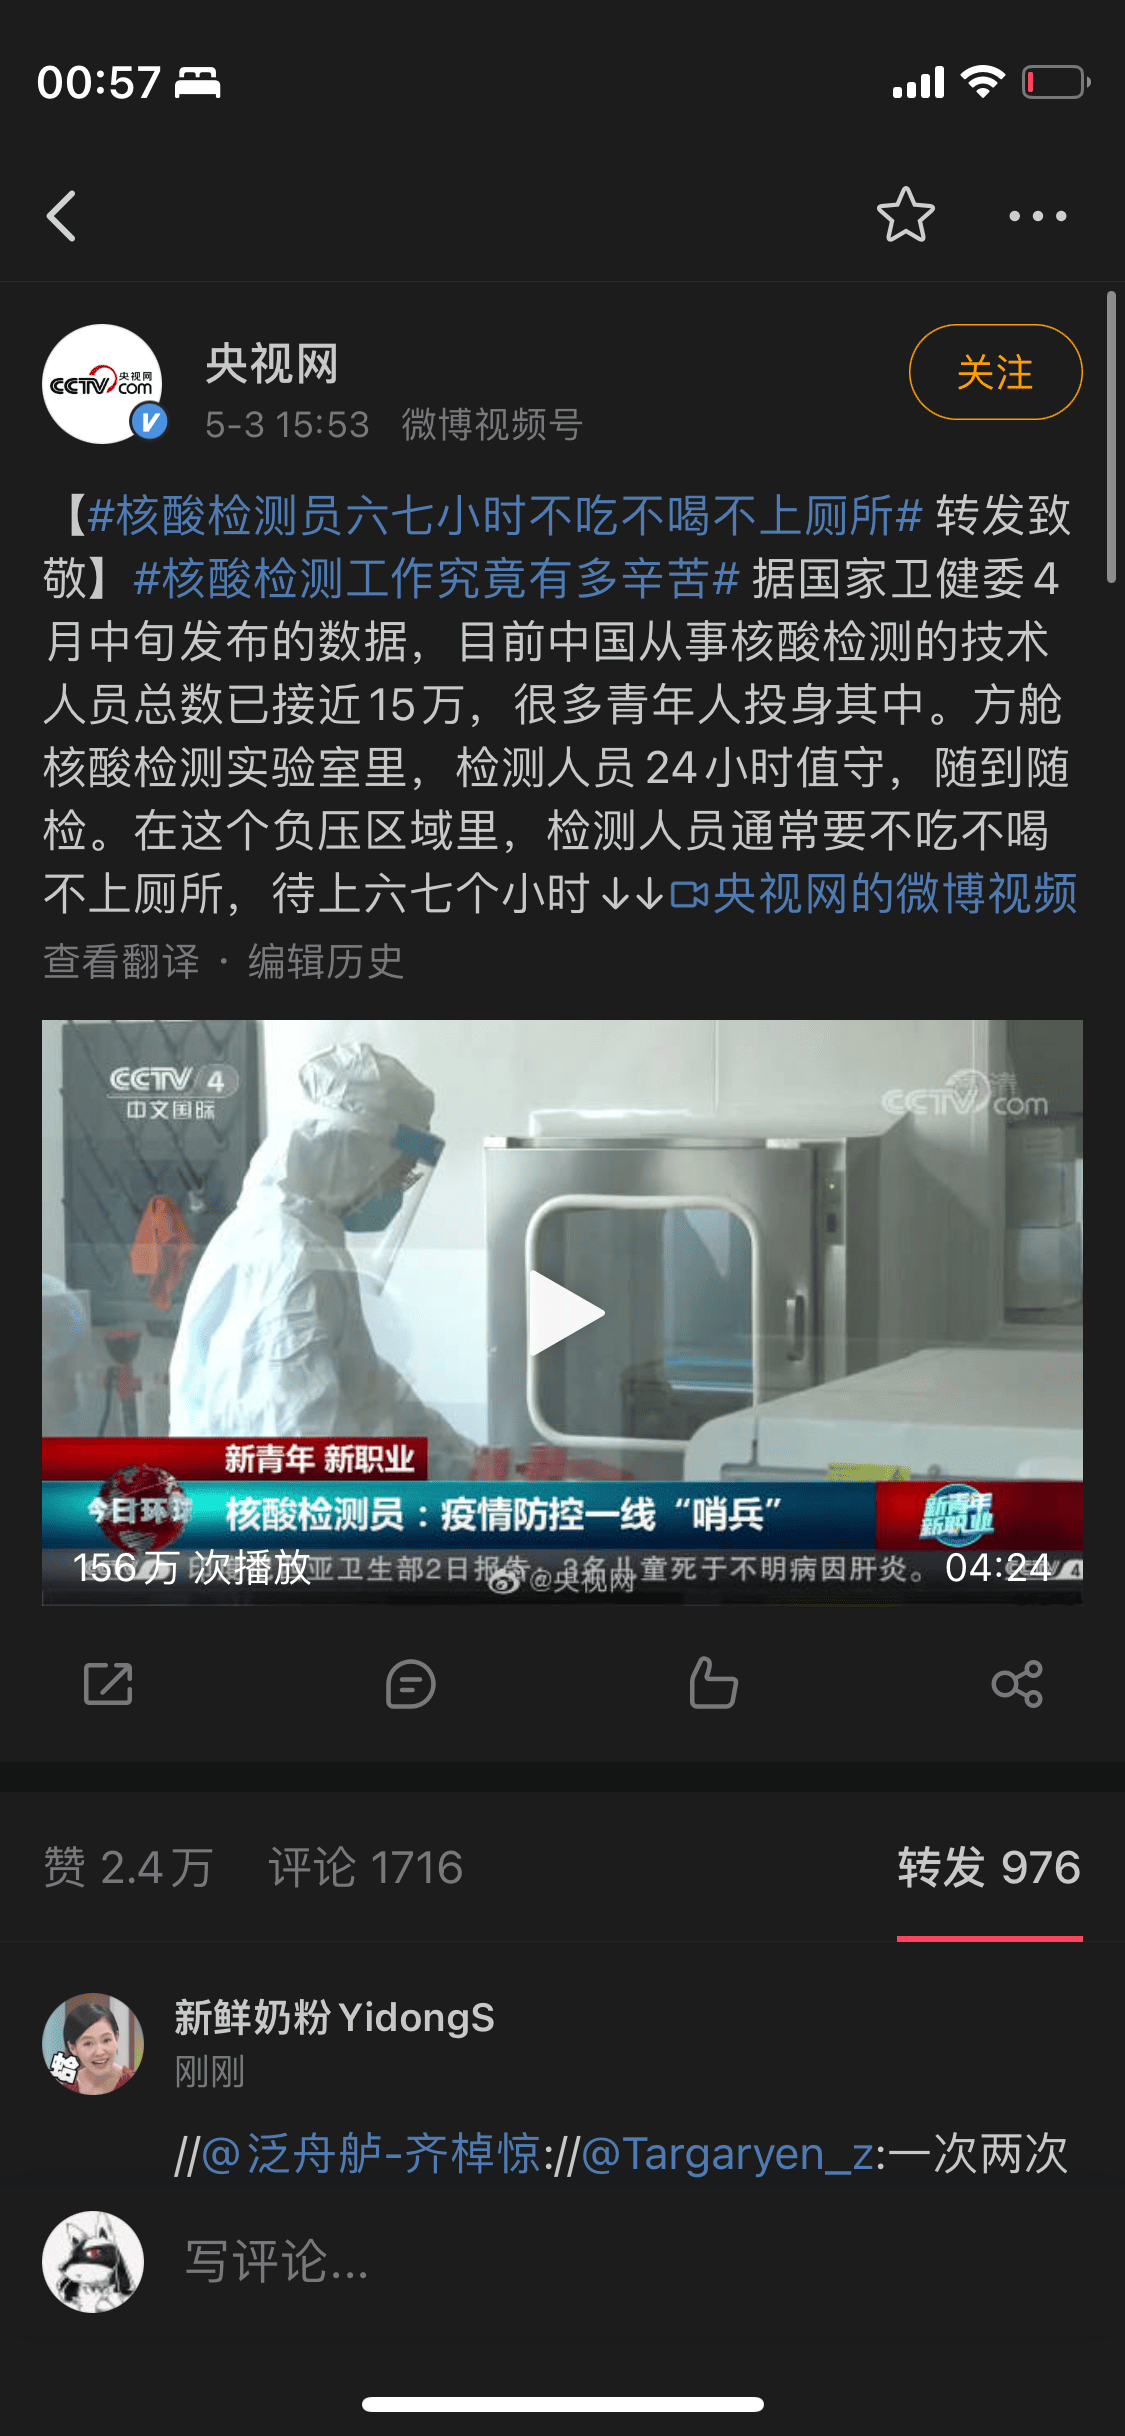 00:57
CCTV 央视网 com
央视网
5-3 15:53 微博视频号
关注
【#核酸检测员六七小时不吃不喝不上厕所# 转发致
敬】#核酸检测工作究竟有多辛苦# 据国家卫健委4
月中旬发布的数据，目前中国从事核酸检测的技术
人员总数已接近15万，很多青年人投身其中。方舱
核酸检测实验室里，检测人员24小时值守，随到随
检。在这个负压区域里，检测人员通常要不吃不喝
不上厕所，待上六七个小时↓↓央视网的微博视频
查看翻译 · 编辑历史
CCTV 4
中文国际
CCTV com
新青年 新职业
今日环球
核酸检测员：疫情防控一线“哨兵”
新青年
新职业
156万 次播放
亚卫生部2日报告，3名儿童死于不明病因肝炎。
@央视网
04:24
赞 2.4万 评论 1716 转发 976
新鲜奶粉YidongS
刚刚
//@泛舟舻-齐棹惊://@Targaryen_z:一次两次
写评论...